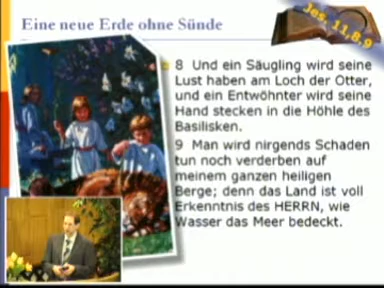 Eine neue Erde ohne Sünde
Jes. 11,8.9
8 Und ein Säugling wird seine
Lust haben am Loch der Otter,
und ein Entwöhnter wird seine
Hand stecken in die Höhle des
Basilisken.
9 Man wird nirgends Schaden
tun noch verderben auf
meinem ganzen heiligen
Berge; denn das Land ist voll
Erkenntnis des HERRN, wie
Wasser das Meer bedeckt.